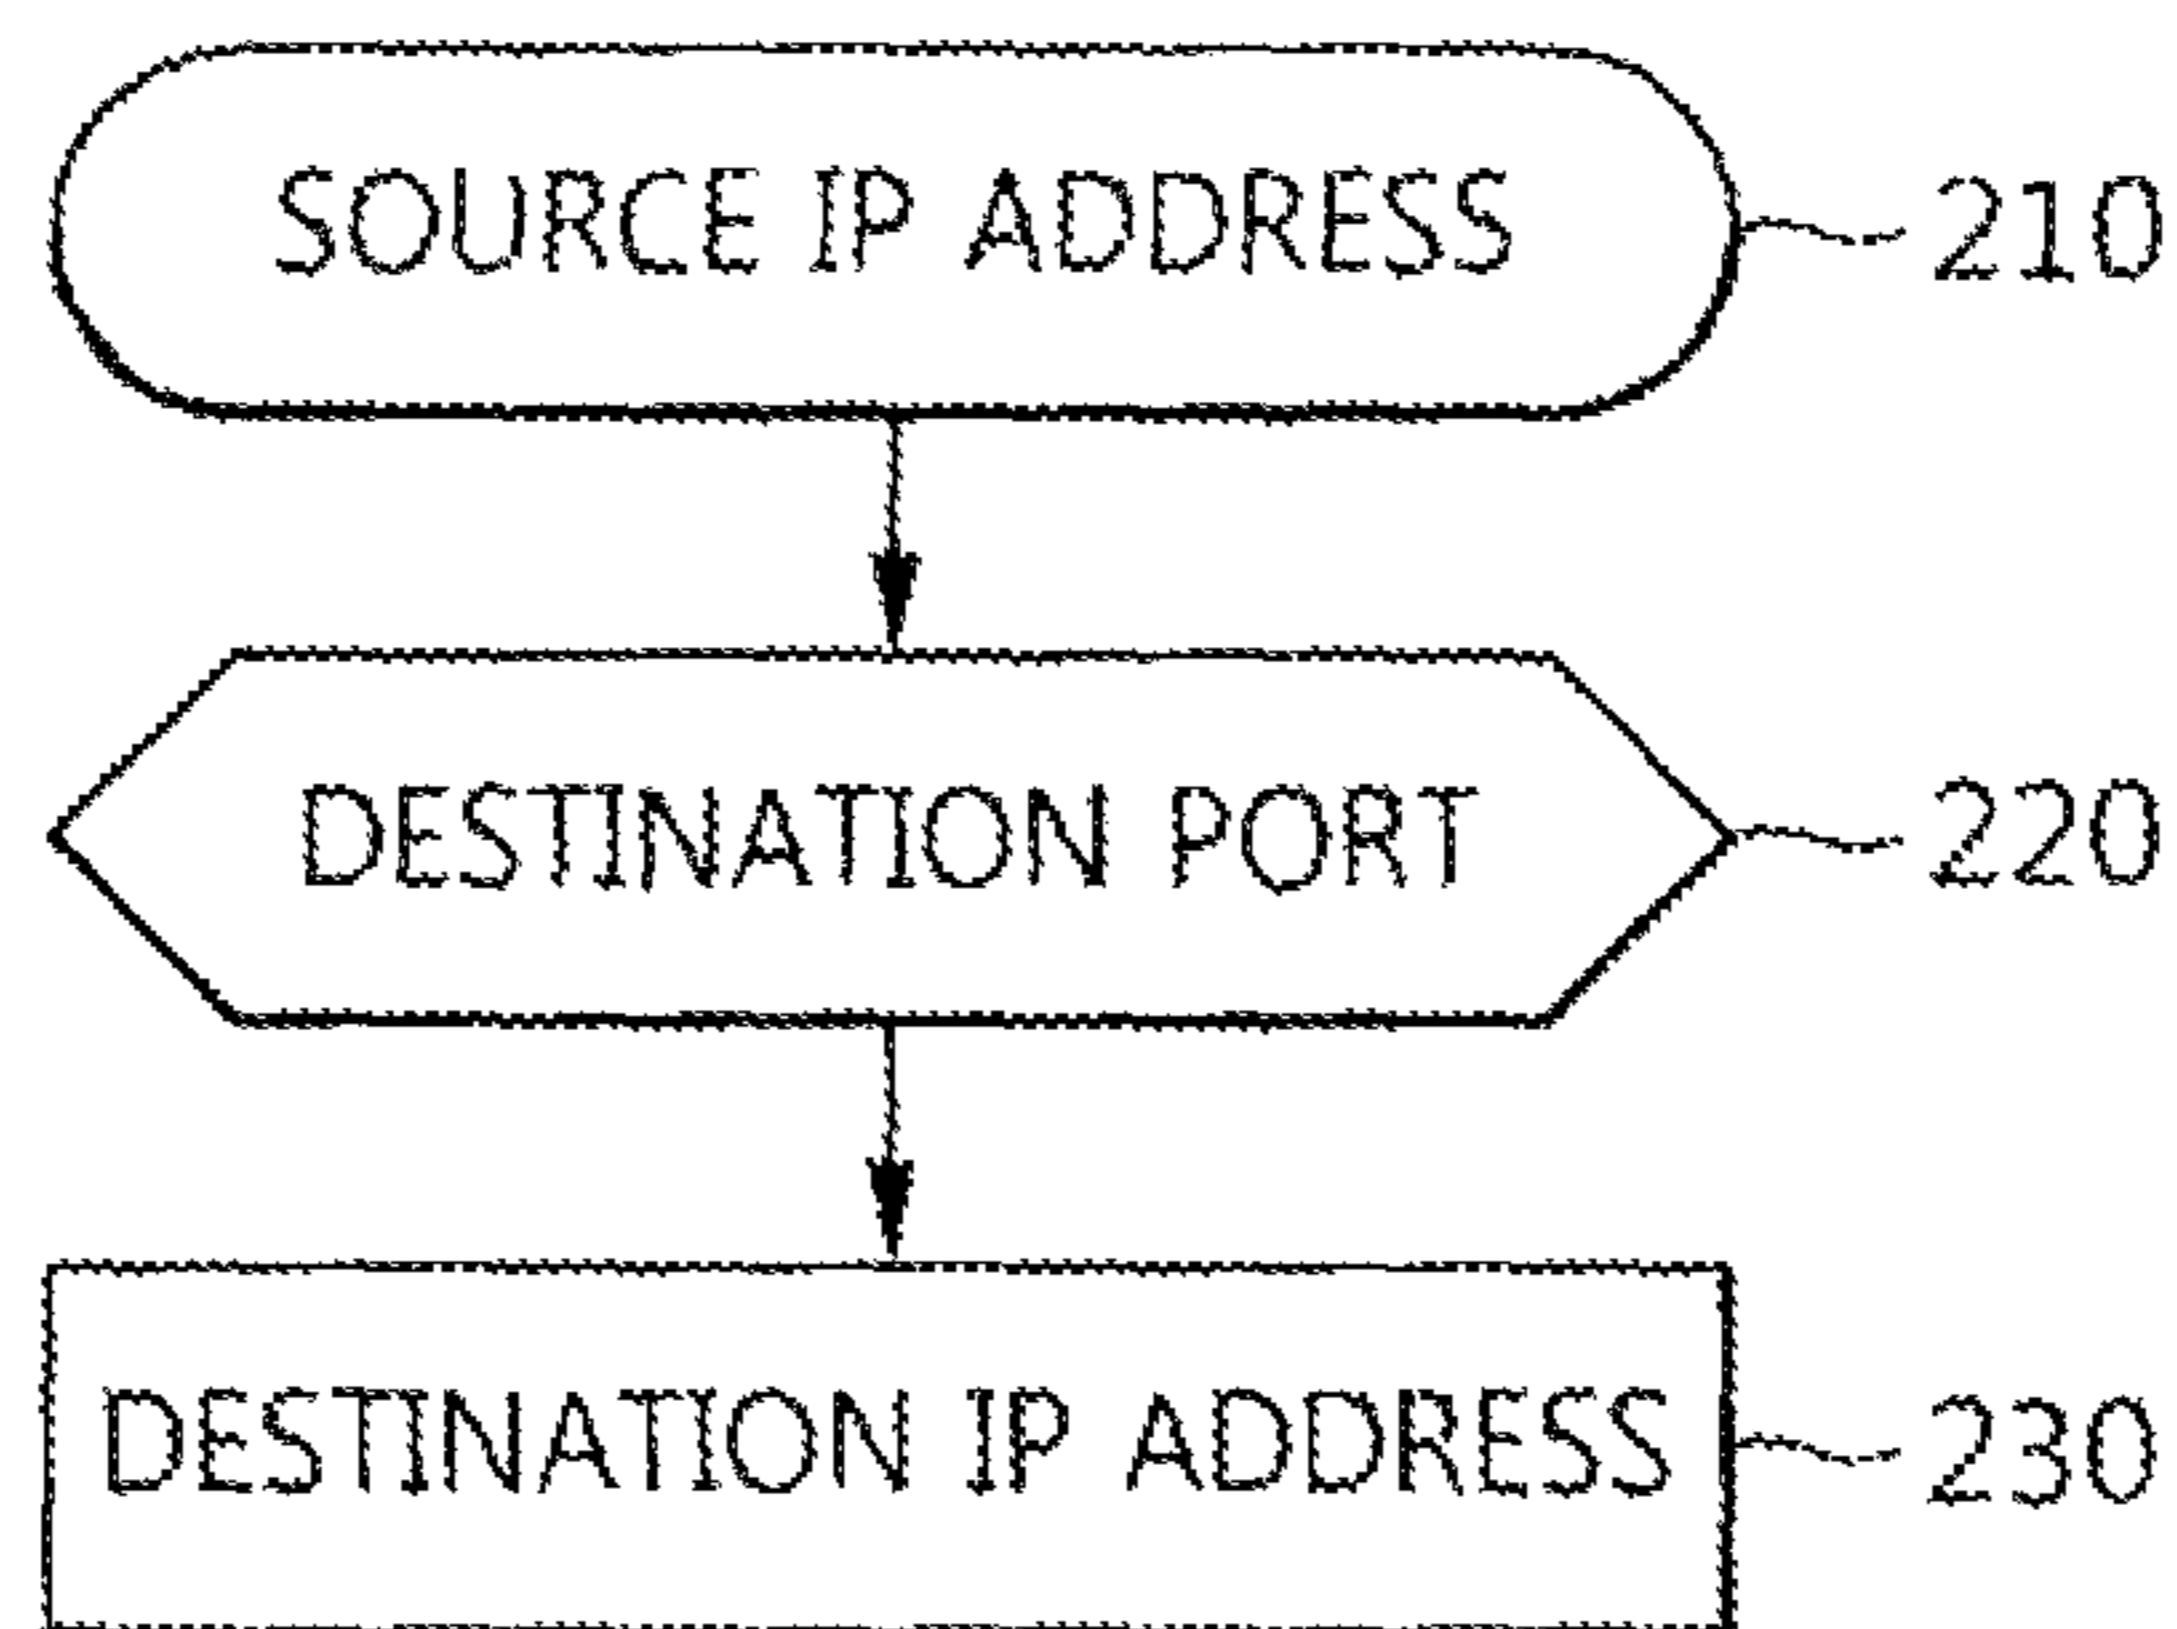 SOURCE IP ADDRESS 210
DESTINATION PORT 220
DESTINATION IP ADDRESS 230